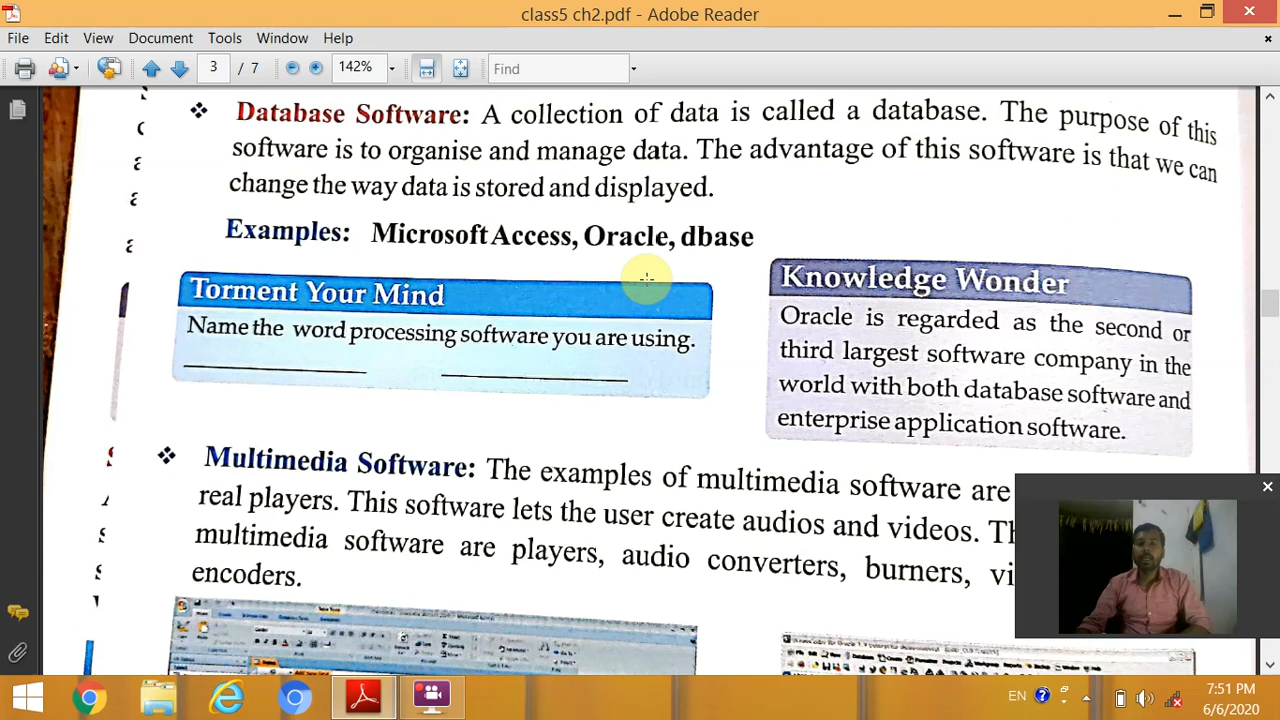 class5 ch2.pdf - Adobe Reader
File Edit View Document Tools Window Help
3 / 7 142% Find
❖ Database Software: A collection of data is called a database. The purpose of this
software is to organise and manage data. The advantage of this software is that we can
change the way data is stored and displayed.
Examples: Microsoft Access, Oracle, dbase
Torment Your Mind
Name the word processing software you are using.
Knowledge Wonder
Oracle is regarded as the second or
third largest software company in the
world with both database software and
enterprise application software.
❖ Multimedia Software: The examples of multimedia software are
real players. This software lets the user create audios and videos.
multimedia software are players, audio converters, burners,
encoders.
EN
7:51 PM
6/6/2020